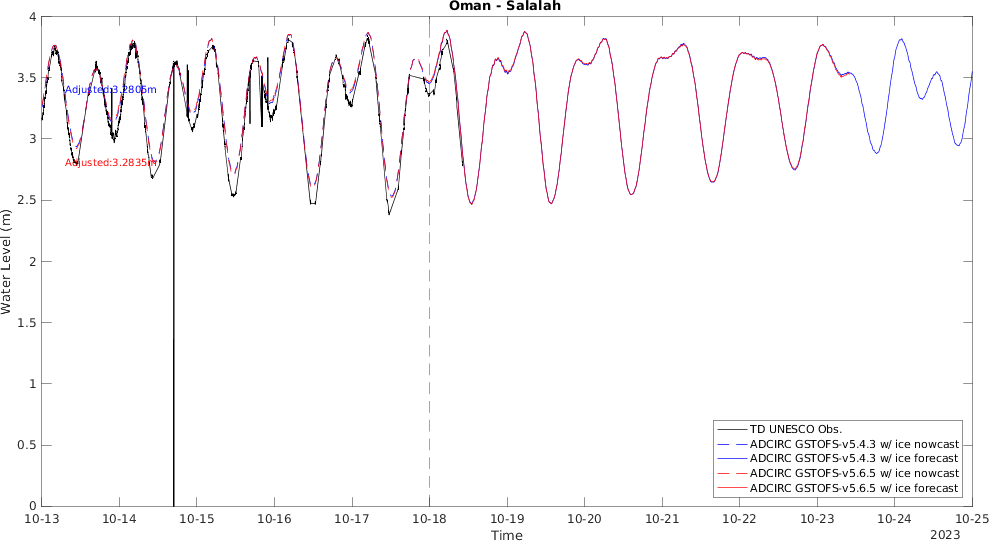 Oman - Salalah
4
3.5
3
2.5
2
1.5
1
0.5
0
Water Level (m)
Adjusted:3.2806m
Adjusted:3.2835m
10-13 10-14 10-15 10-16 10-17 10-18 10-19 10-20 10-21 10-22 10-23 10-24 10-25
Time
2023
TD UNESCO Obs.
ADCIRC GSTOFS-v5.4.3 w/ ice nowcast
ADCIRC GSTOFS-v5.4.3 w/ ice forecast
ADCIRC GSTOFS-v5.6.5 w/ ice nowcast
ADCIRC GSTOFS-v5.6.5 w/ ice forecast